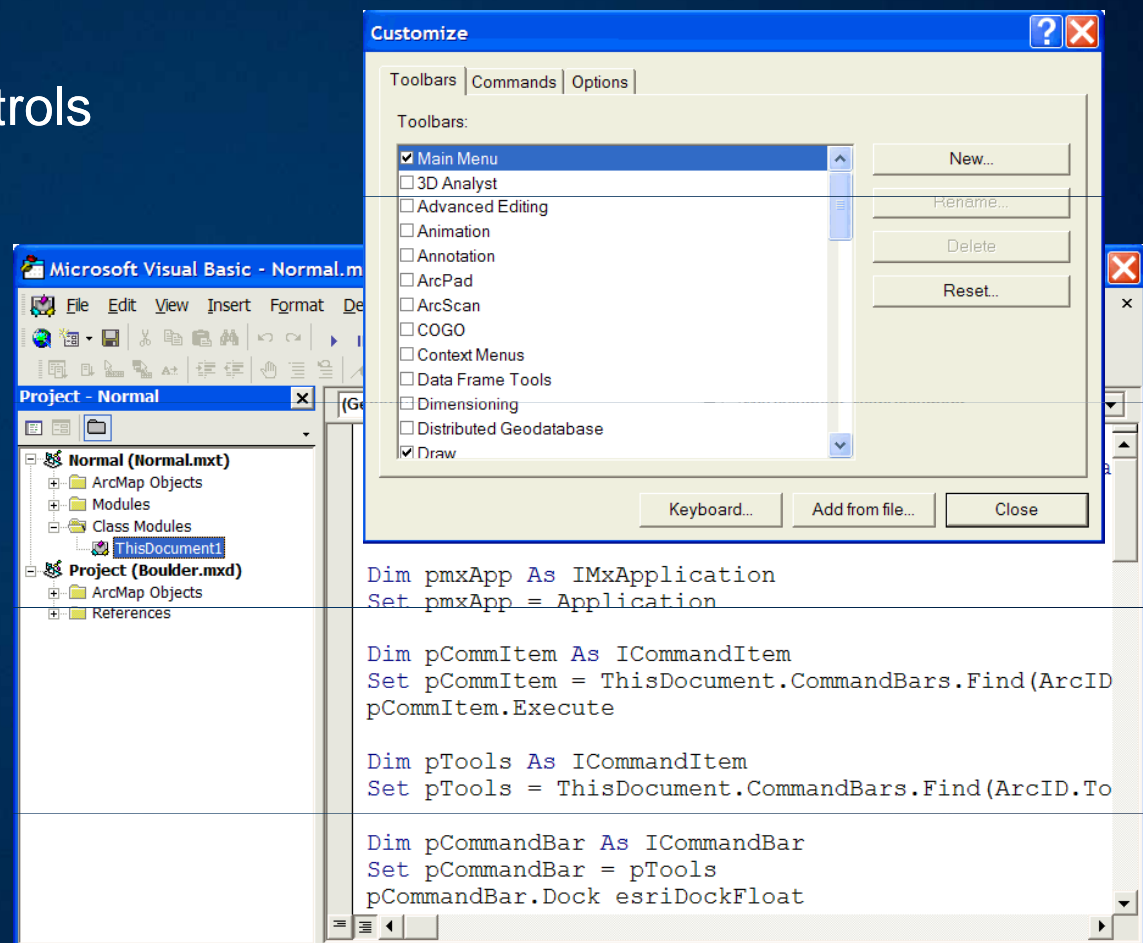 trols
Customize
Toolbars Commands Options
Toolbars:
Main Menu
3D Analyst
Advanced Editing
Animation
Annotation
ArcPad
ArcScan
COGO
Context Menus
Data Frame Tools
Dimensioning
Distributed Geodatabase
Draw
New...
Rename...
Delete
Reset...
Keyboard... Add from file... Close
Microsoft Visual Basic - Normal.m
File Edit View Insert Format De
Project - Normal
(Ge
Normal (Normal.mxt)
ArcMap Objects
Modules
Class Modules
ThisDocument1
Project (Boulder.mxd)
ArcMap Objects
References
Dim pmxApp As IMxApplication
Set pmxApp = Application
Dim pCommItem As ICommandItem
Set pCommItem = ThisDocument.CommandBars.Find(ArcID
pCommItem.Execute
Dim pTools As ICommandItem
Set pTools = ThisDocument.CommandBars.Find(ArcID.To
Dim pCommandBar As ICommandBar
Set pCommandBar = pTools
pCommandBar.Dock esriDockFloat